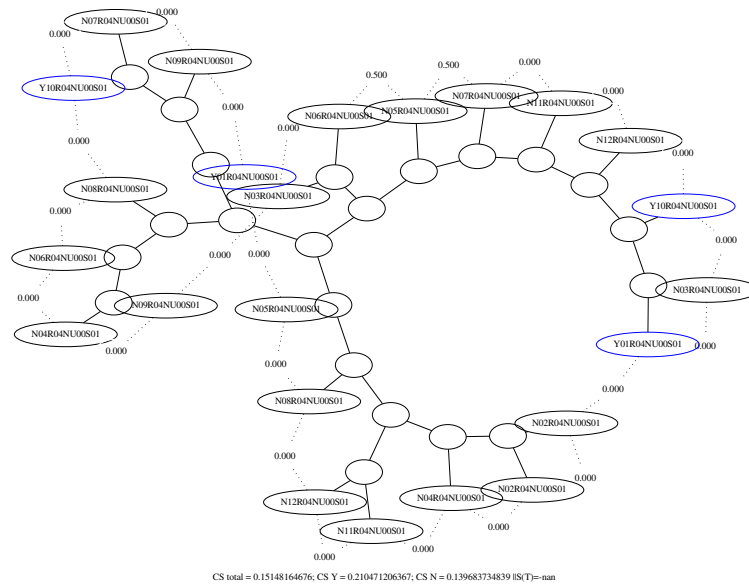 N07R04NU00S01
0.000
0.000
N09R04NU00S01
Y10R04NU00S01
0.000
0.000
0.500
0.500
0.000
N07R04NU00S01
N11R04NU00S01
N06R04NU00S01
N05R04NU00S01
0.000
0.000
0.000
N12R04NU00S01
0.000
Y01R04NU00S01
N08R04NU00S01
N03R04NU00S01
0.000
Y10R04NU00S01
0.000
N06R04NU00S01
0.000
0.000
N03R04NU00S01
0.000
N09R04NU00S01
N05R04NU00S01
N04R04NU00S01
Y01R04NU00S01
0.000
0.000
0.000
0.000
N08R04NU00S01
N02R04NU00S01
0.000
0.000
N12R04NU00S01
N04R04NU00S01
N02R04NU00S01
N11R04NU00S01
0.000
0.000
0.000
CS total = 0.15148164676; CS Y = 0.210471206367; CS N = 0.139683734839 ||S(T)=-nan